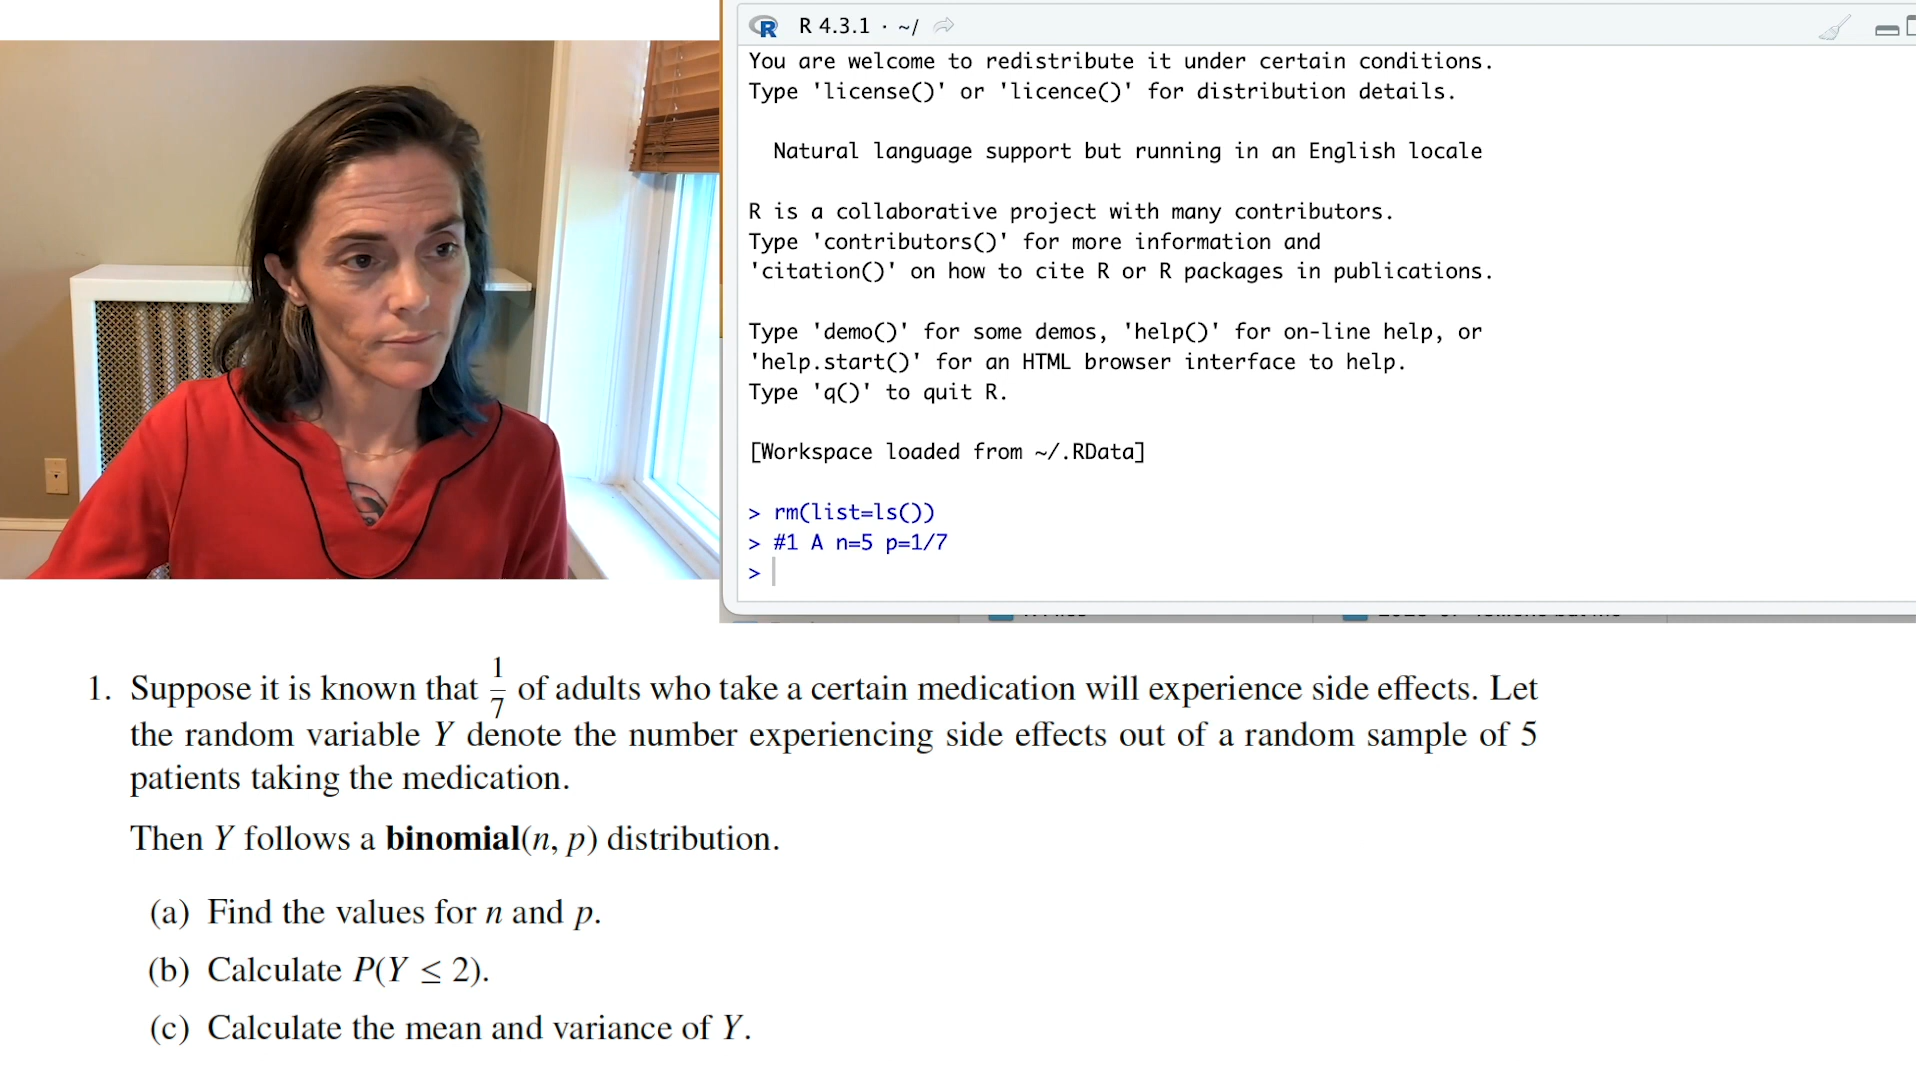 R 4.3.1 · ~/
You are welcome to redistribute it under certain conditions.
Type 'license()' or 'licence()' for distribution details.
Natural language support but running in an English locale
R is a collaborative project with many contributors.
Type 'contributors()' for more information and
'citation()' on how to cite R or R packages in publications.
Type 'demo()' for some demos, 'help()' for on-line help, or
'help.start()' for an HTML browser interface to help.
Type 'q()' to quit R.
[Workspace loaded from ~/.RData]
> rm(list=ls())
> #1 A n=5 p=1/7
>
1. Suppose it is known that 1/7 of adults who take a certain medication will experience side effects. Let
the random variable Y denote the number experiencing side effects out of a random sample of 5
patients taking the medication.
Then Y follows a binomial(n, p) distribution.
(a) Find the values for n and p.
(b) Calculate P(Y ≤ 2).
(c) Calculate the mean and variance of Y.